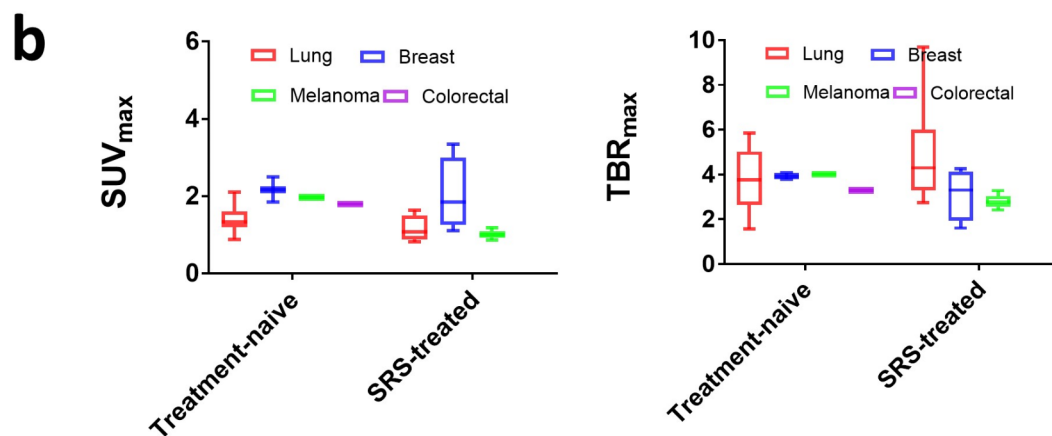 b
SUVmax
6
4
2
0
Lung
Breast
Melanoma
Colorectal
Treatment-naive
SRS-treated
TBRmax
10
8
6
4
2
0
Lung
Breast
Melanoma
Colorectal
Treatment-naive
SRS-treated